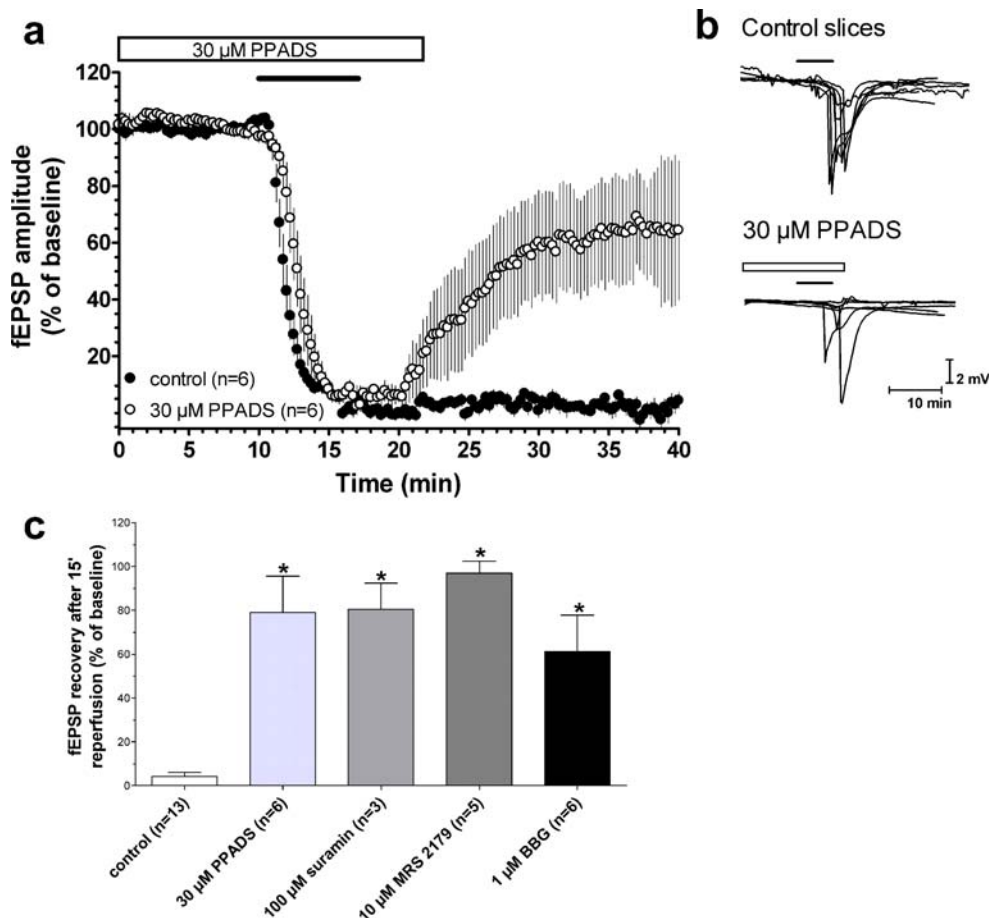 a
30 µM PPADS
120
100
80
60
40
20
fEPSP amplitude
(% of baseline)
control (n=6)
30 µM PPADS (n=6)
0 5 10 15 20 25 30 35 40
Time (min)
b
Control slices
30 µM PPADS
2 mV
10 min
c
120
100
80
60
40
20
0
fEPSP recovery after 15'
reperfusion (% of baseline)
* * * *
control (n=13)
30 µM PPADS (n=6)
100 µM suramin (n=3)
10 µM MRS 2179 (n=5)
1 µM BBG (n=6)